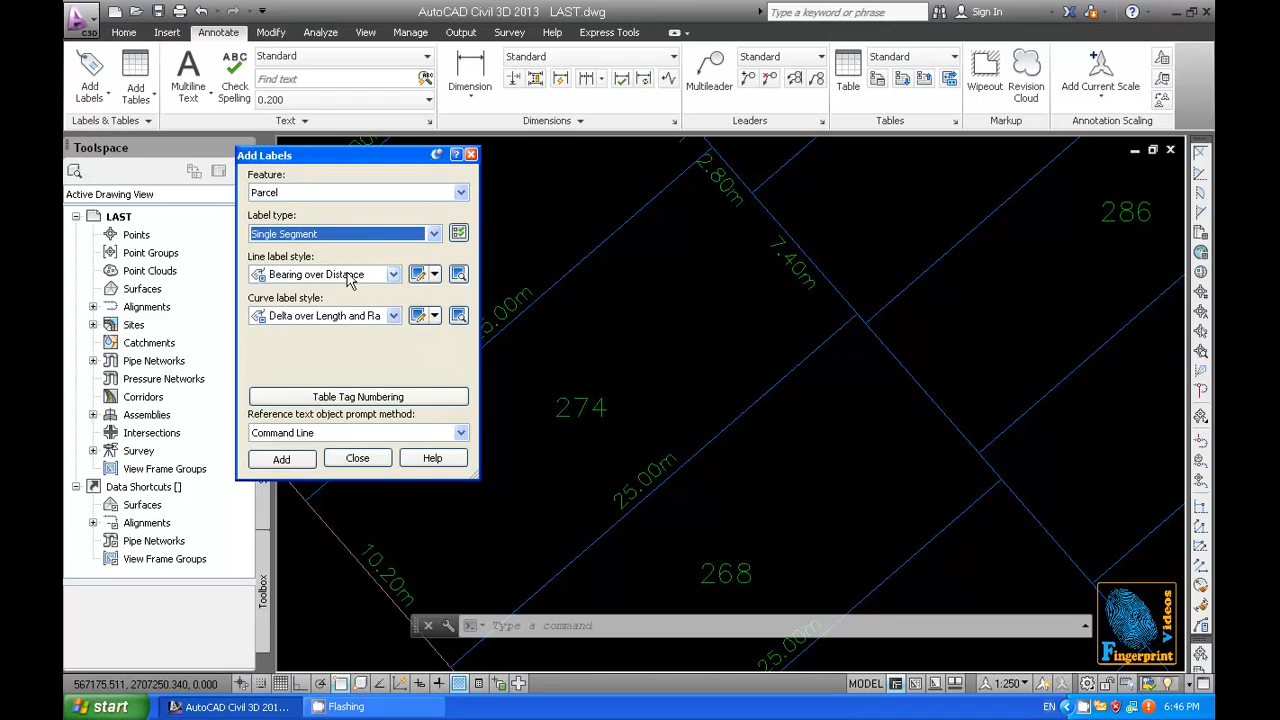 C3D
AutoCAD Civil 3D 2013
LAST.dwg
Type a keyword or phrase
Sign In
Home
Insert
Annotate
Modify
Analyze
View
Manage
Output
Survey
Help
Express Tools
Add Labels
Add Tables
Labels & Tables
Multiline Text
ABC
Check Spelling
Standard
Find text
0.200
Text
Dimension
Standard
Dimensions
Multileader
Standard
Leaders
Table
Standard
Tables
Wipeout
Revision Cloud
Markup
Add Current Scale
Annotation Scaling
Toolspace
Active Drawing View
LAST
Points
Point Groups
Point Clouds
Surfaces
Alignments
Sites
Catchments
Pipe Networks
Pressure Networks
Corridors
Assemblies
Intersections
Survey
View Frame Groups
Data Shortcuts []
Surfaces
Alignments
Pipe Networks
View Frame Groups
Toolbox
Add Labels
Feature:
Parcel
Label type:
Single Segment
Line label style:
Bearing over Distance
Curve label style:
Delta over Length and Ra
Table Tag Numbering
Reference text object prompt method:
Command Line
Add
Close
Help
2.80m
7.40m
286
5.00m
274
25.00m
268
10.20m
25.00m
Type a command
Fingerprint
Videos
567175.511, 2707250.340, 0.000
MODEL
1:250
start
AutoCAD Civil 3D 201...
Flashing
EN
6:46 PM